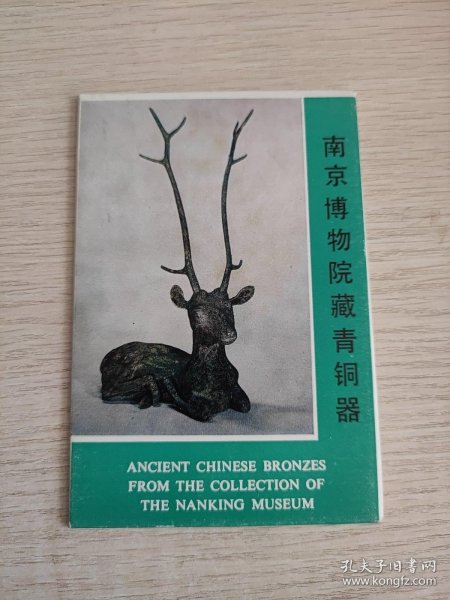 南京博物院藏青铜器
ANCIENT CHINESE BRONZES
FROM THE COLLECTION OF
THE NANKING MUSEUM
孔夫子旧书网
www.kongfz.com